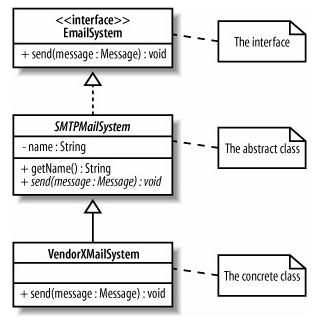 <<interface>>
EmailSystem
+ send(message : Message) : void
The interface
SMTPMailSystem
- name : String
+ getName() : String
+ send(message : Message) : void
The abstract class
VendorXMailSystem
+ send(message : Message) : void
The concrete class